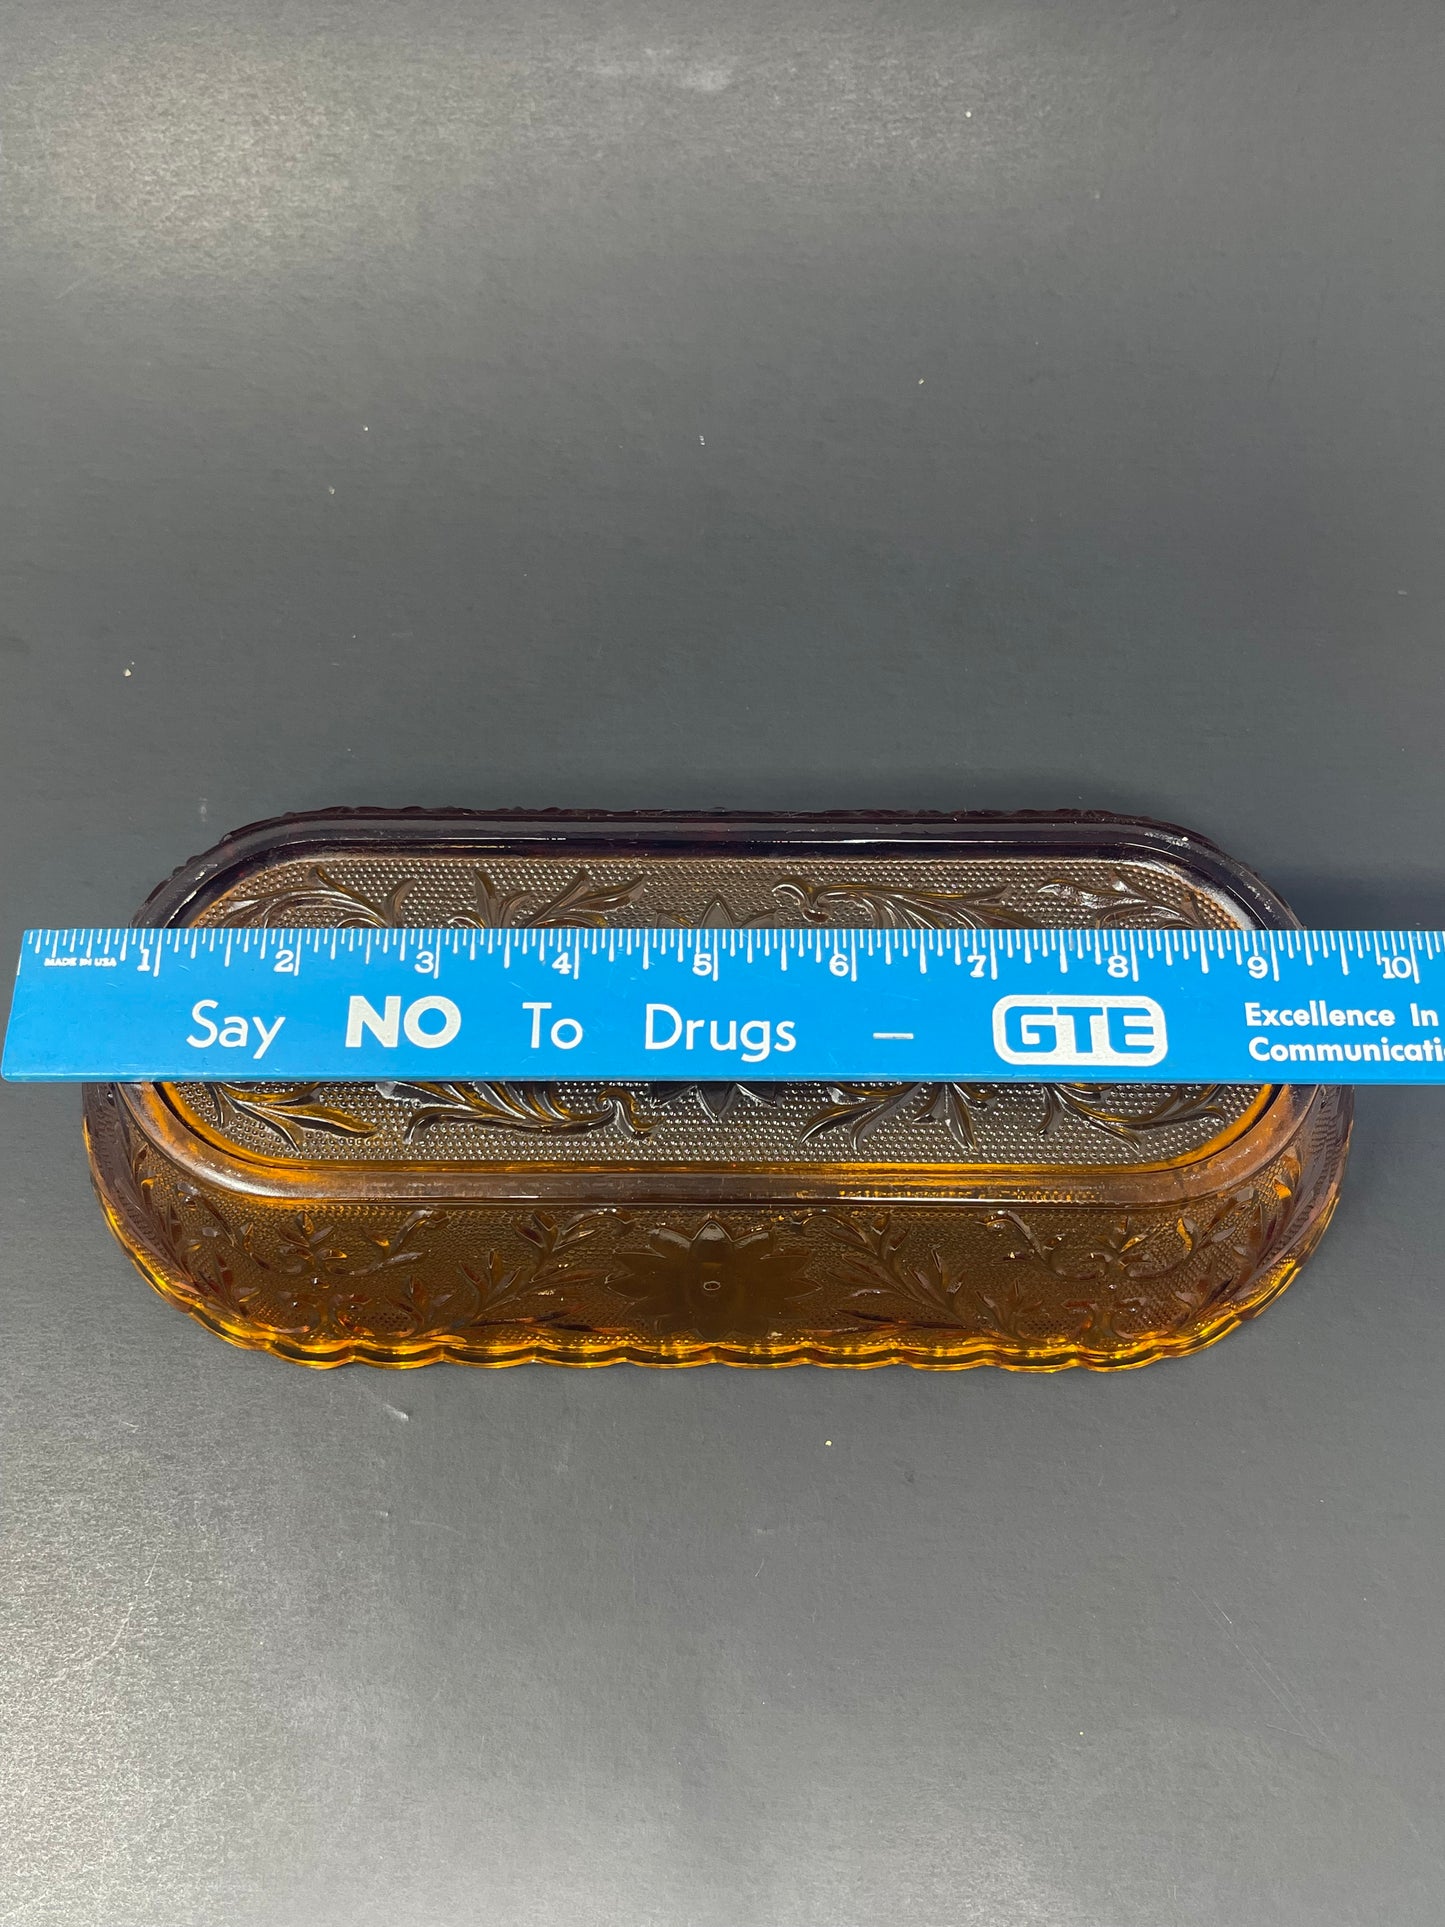 1 2 3 4 5 6 7 8 9 10
MADE IN USA
Say NO To Drugs – GTE
Excellence In
Communicati